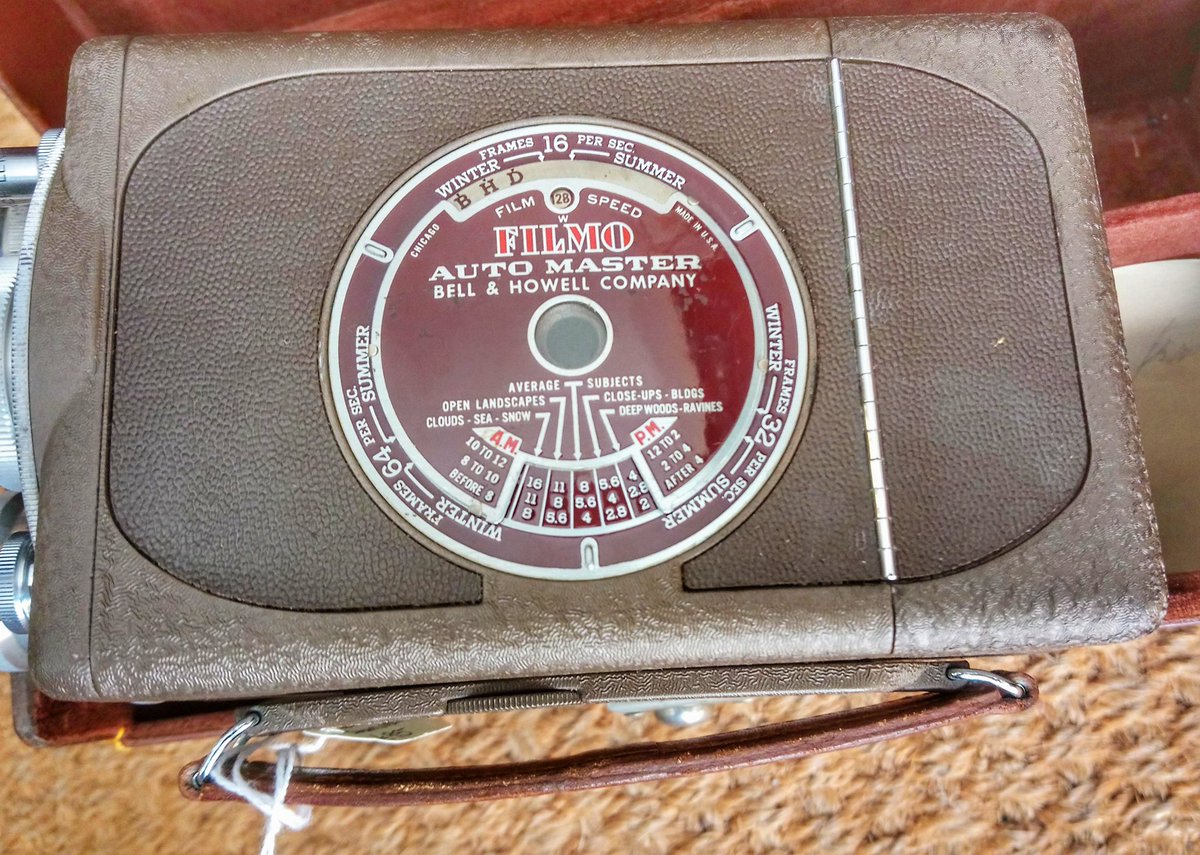 FRAMES 16 PER SEC.
WINTER SUMMER
B H D
FILM 28 SPEED
W
CHICAGO
MADE IN U.S.A.
FILMO
AUTO MASTER
BELL & HOWELL COMPANY
AVERAGE SUBJECTS
OPEN LANDSCAPES CLOSE-UPS - BLDGS
CLOUDS - SEA - SNOW DEEP WOODS-RAVINES
A.M. P.M.
10 TO 12 16 11 8 5.6 4 12 TO 2
8 TO 10 11 8 5.6 4 2.8 2 TO 4
BEFORE 8 8 5.6 4 2.8 2 AFTER 4
WINTER FRAMES 32 PER SEC. SUMMER
WINTER FRAMES 64 PER SEC. SUMMER